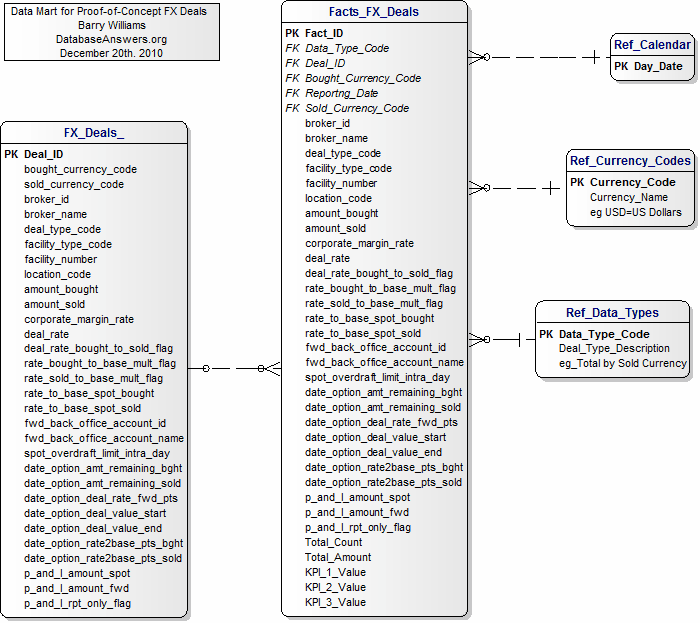 Data Mart for Proof-of-Concept FX Deals
Barry Williams
DatabaseAnswers.org
December 20th. 2010
FX_Deals_
PK Deal_ID
bought_currency_code
sold_currency_code
broker_id
broker_name
deal_type_code
facility_type_code
facility_number
location_code
amount_bought
amount_sold
corporate_margin_rate
deal_rate
deal_rate_bought_to_sold_flag
rate_bought_to_base_mult_flag
rate_sold_to_base_mult_flag
rate_to_base_spot_bought
rate_to_base_spot_sold
fwd_back_office_account_id
fwd_back_office_account_name
spot_overdraft_limit_intra_day
date_option_amt_remaining_bght
date_option_amt_remaining_sold
date_option_deal_rate_fwd_pts
date_option_deal_value_start
date_option_deal_value_end
date_option_rate2base_pts_bght
date_option_rate2base_pts_sold
p_and_l_amount_spot
p_and_l_amount_fwd
p_and_l_rpt_only_flag
Facts_FX_Deals
PK Fact_ID
FK Data_Type_Code
FK Deal_ID
FK Bought_Currency_Code
FK Reportng_Date
FK Sold_Currency_Code
broker_id
broker_name
deal_type_code
facility_type_code
facility_number
location_code
amount_bought
amount_sold
corporate_margin_rate
deal_rate
deal_rate_bought_to_sold_flag
rate_bought_to_base_mult_flag
rate_sold_to_base_mult_flag
rate_to_base_spot_bought
rate_to_base_spot_sold
fwd_back_office_account_id
fwd_back_office_account_name
spot_overdraft_limit_intra_day
date_option_amt_remaining_bght
date_option_amt_remaining_sold
date_option_deal_rate_fwd_pts
date_option_deal_value_start
date_option_deal_value_end
date_option_rate2base_pts_bght
date_option_rate2base_pts_sold
p_and_l_amount_spot
p_and_l_amount_fwd
p_and_l_rpt_only_flag
Total_Count
Total_Amount
KPI_1_Value
KPI_2_Value
KPI_3_Value
Ref_Calendar
PK Day_Date
Ref_Currency_Codes
PK Currency_Code
Currency_Name
eg USD=US Dollars
Ref_Data_Types
PK Data_Type_Code
Deal_Type_Description
eg_Total by Sold Currency